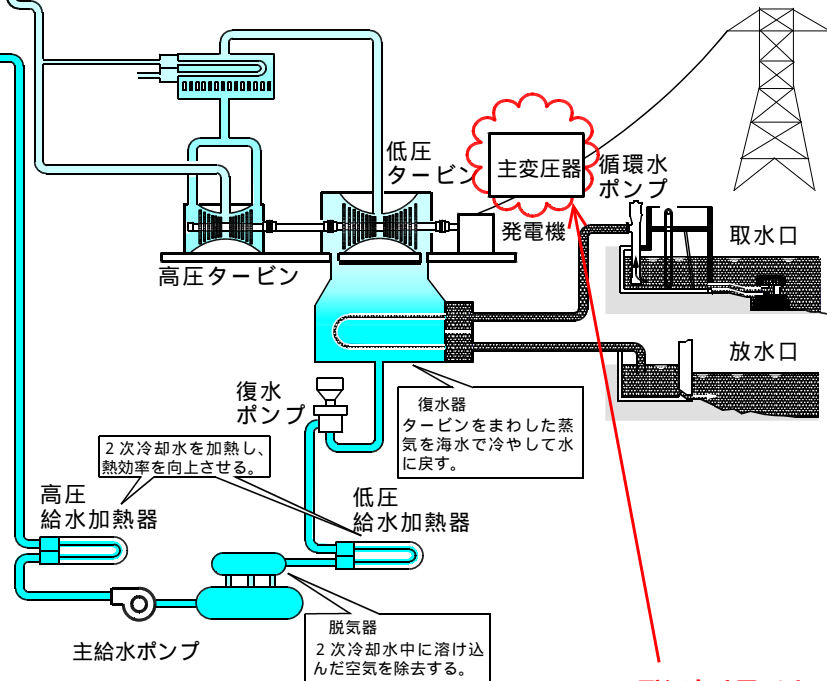 低圧
タービン
主変圧器
循環水
ポンプ
発電機
取水口
高圧タービン
放水口
復水
ポンプ
復水器
タービンをまわした蒸
気を海水で冷やして水
に戻す。
２次冷却水を加熱し、
熱効率を向上させる。
高圧
給水加熱器
低圧
給水加熱器
脱気器
２次冷却水中に溶け込
んだ空気を除去する。
主給水ポンプ